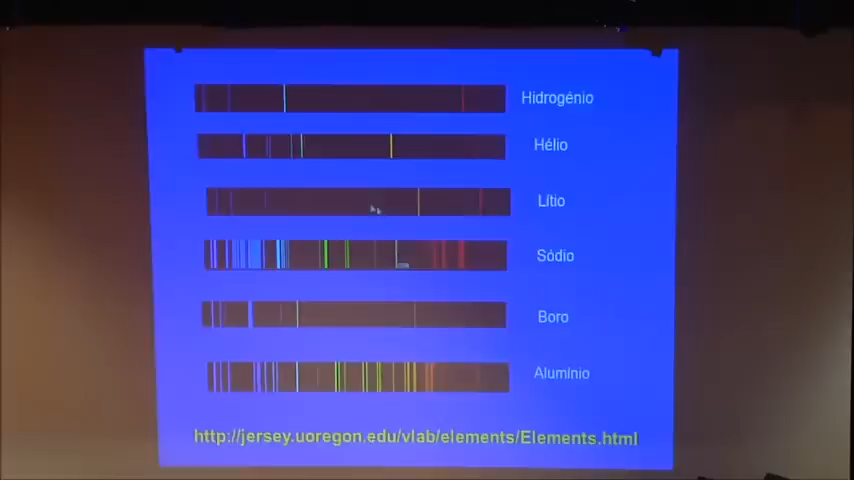 Hidrogénio
Hélio
Lítio
Sódio
Boro
Alumínio
http://jersey.uoregon.edu/vlab/elements/Elements.html